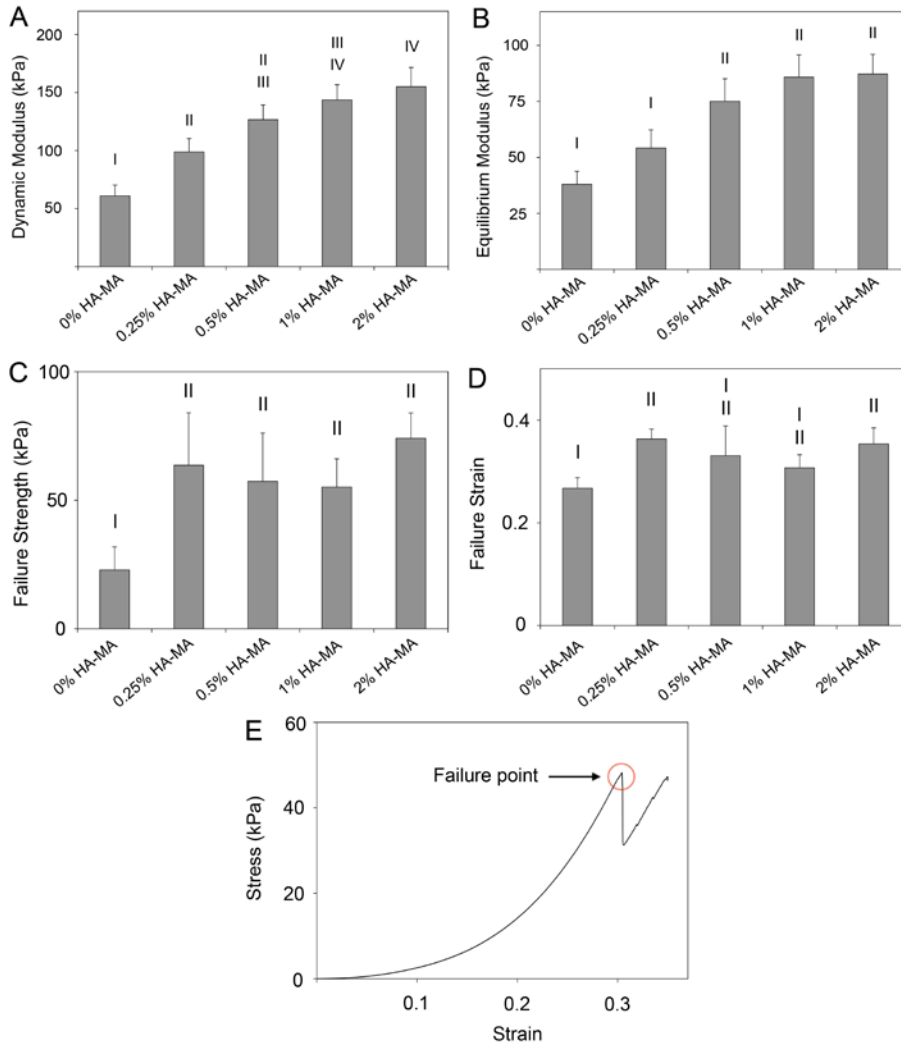 A
Dynamic Modulus (kPa)
200
150
100
50
I
II
II
III
III
IV
IV
0% HA-MA
0.25% HA-MA
0.5% HA-MA
1% HA-MA
2% HA-MA
B
Equilibrium Modulus (kPa)
100
75
50
25
I
I
II
II
II
0% HA-MA
0.25% HA-MA
0.5% HA-MA
1% HA-MA
2% HA-MA
C
Failure Strength (kPa)
100
50
0
I
II
II
II
II
0% HA-MA
0.25% HA-MA
0.5% HA-MA
1% HA-MA
2% HA-MA
D
Failure Strain
0.4
0.2
0
I
II
I
II
I
II
II
0% HA-MA
0.25% HA-MA
0.5% HA-MA
1% HA-MA
2% HA-MA
E
Stress (kPa)
60
40
20
0
Failure point
0.1
0.2
0.3
Strain